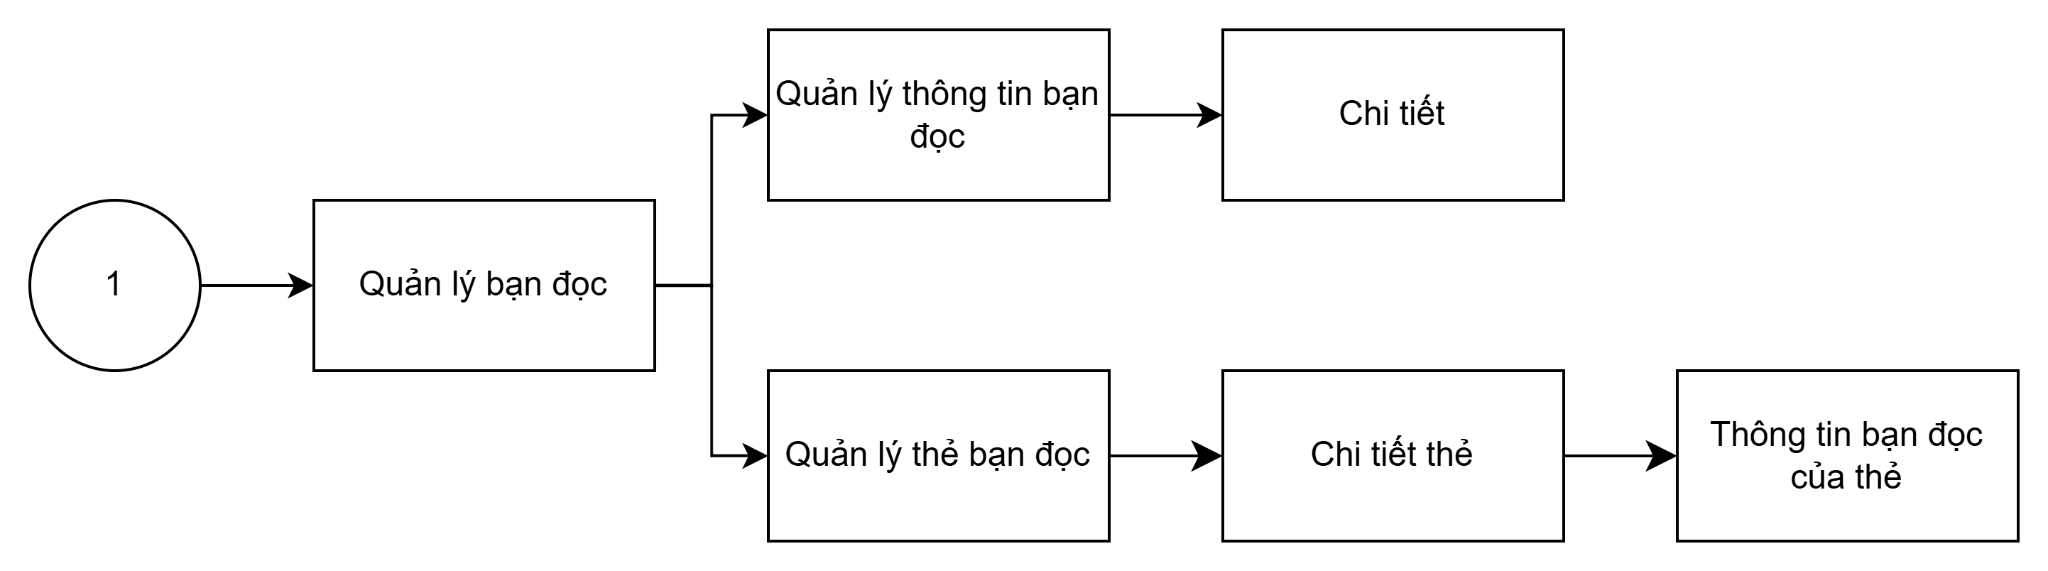 1
Quản lý bạn đọc
Quản lý thông tin bạn
đọc
Chi tiết
Quản lý thẻ bạn đọc
Chi tiết thẻ
Thông tin bạn đọc
của thẻ